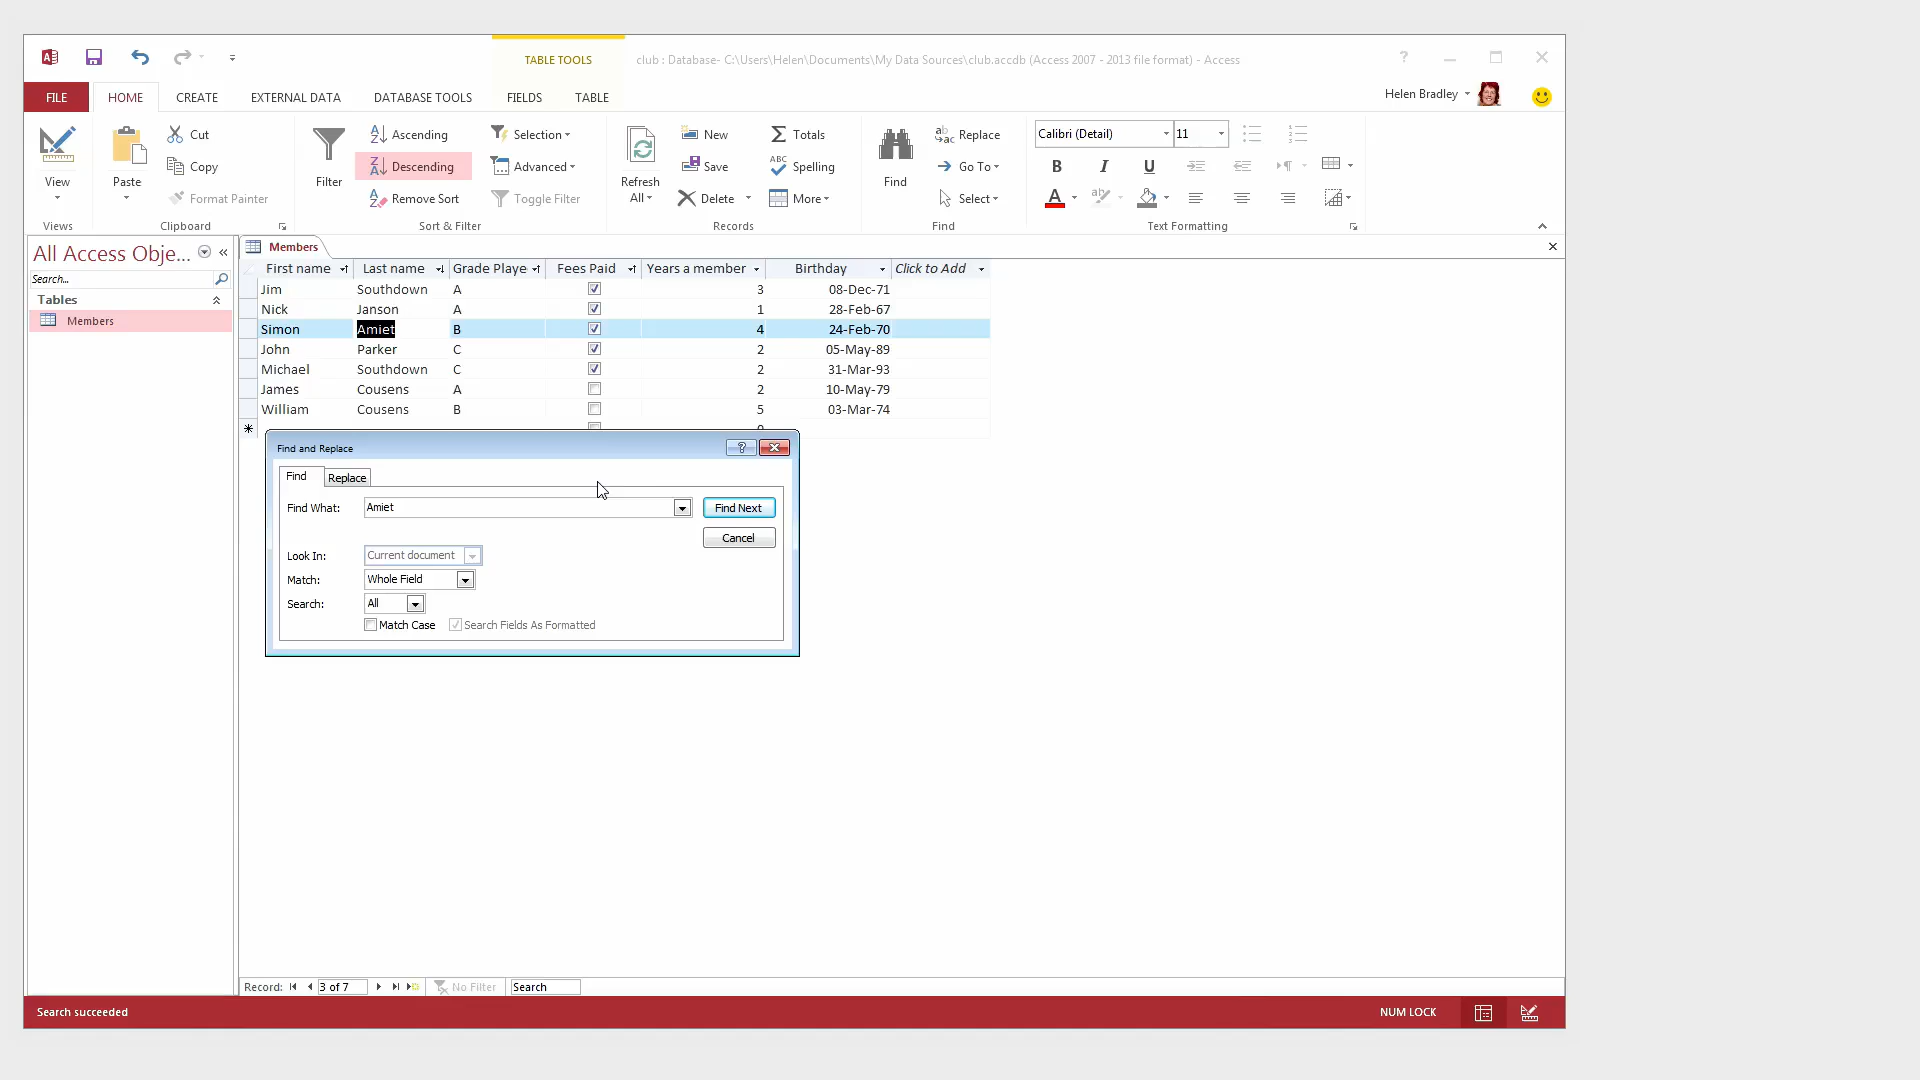 TABLE TOOLS
club : Database- C:\Users\Helen\Documents\My Data Sources\club.accdb (Access 2007 - 2013 file format) - Access
?
FILE HOME CREATE EXTERNAL DATA DATABASE TOOLS FIELDS TABLE
Helen Bradley
View
Views
Paste
Cut
Copy
Format Painter
Clipboard
Filter
Ascending
Descending
Remove Sort
Selection
Advanced
Toggle Filter
Sort & Filter
Refresh
All
New
Save
Delete
Totals
Spelling
More
Records
Find
Replace
Go To
Select
Find
Calibri (Detail) 11
B I U
A
Text Formatting
All Access Obje...
Search...
Tables
Members
Members
First name Last name Grade Playe Fees Paid Years a member Birthday Click to Add
Jim Southdown A 3 08-Dec-71
Nick Janson A 1 28-Feb-67
Simon Amiet B 4 24-Feb-70
John Parker C 2 05-May-89
Michael Southdown C 2 31-Mar-93
James Cousens A 2 10-May-79
William Cousens B 5 03-Mar-74
Find and Replace
?
Find Replace
Find What: Amiet Find Next
Cancel
Look In: Current document
Match: Whole Field
Search: All
Match Case Search Fields As Formatted
Record: 3 of 7 No Filter Search
Search succeeded NUM LOCK